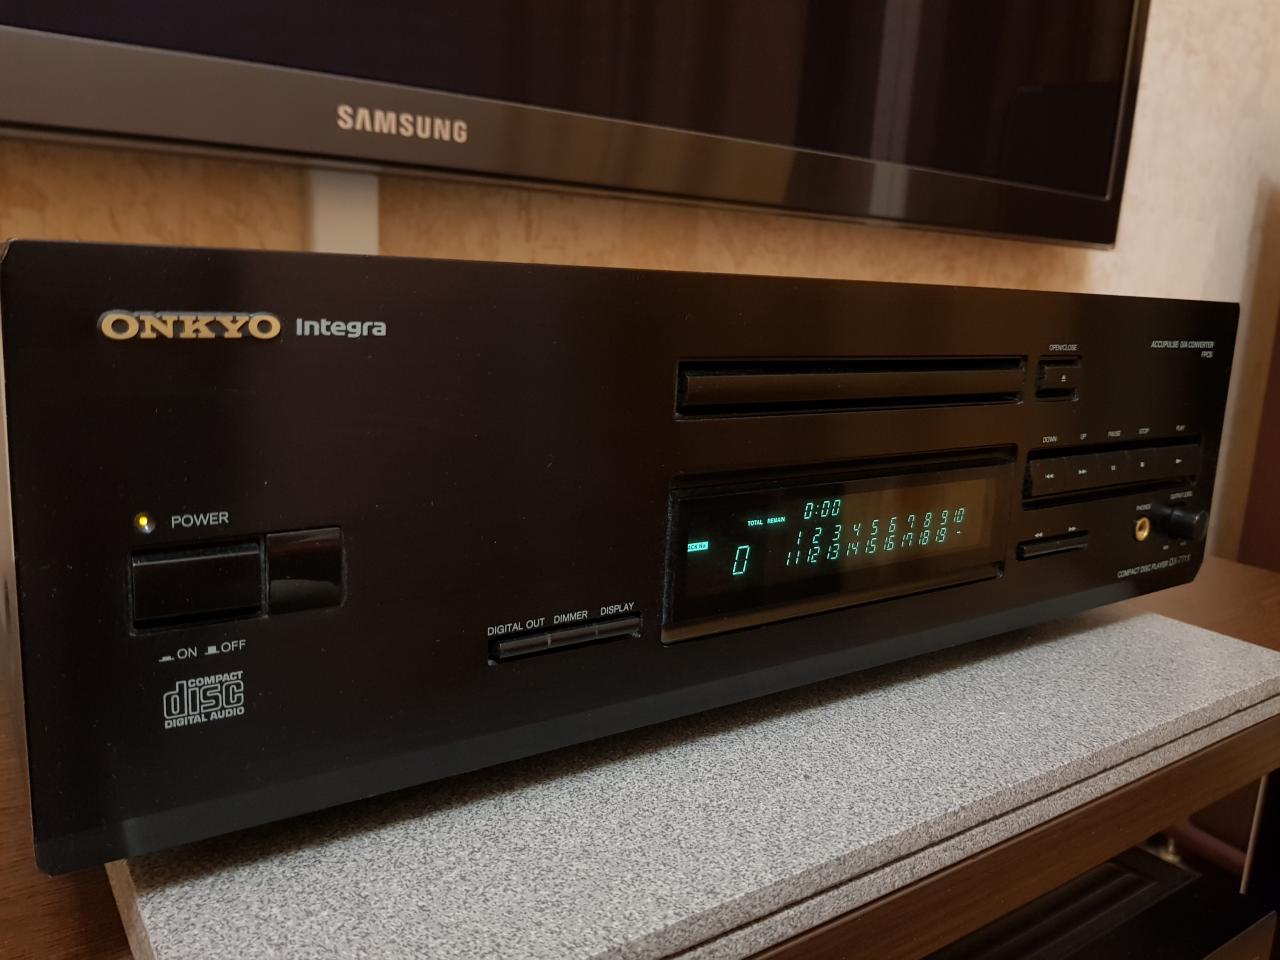 SAMSUNG
ONKYO Integra
ACCUPULSE D/A CONVERTER
OPEN/CLOSE
DOWN UP PAUSE STOP PLAY
POWER
TOTAL REMAIN 0:00
0
1 2 3 4 5 6 7 8 9 10
11 12 13 14 15 16 17 18 19
PHONES OUTPUT LEVEL
COMPACT DISC PLAYER
DIGITAL OUT DIMMER DISPLAY
ON OFF
COMPACT
disc
DIGITAL AUDIO